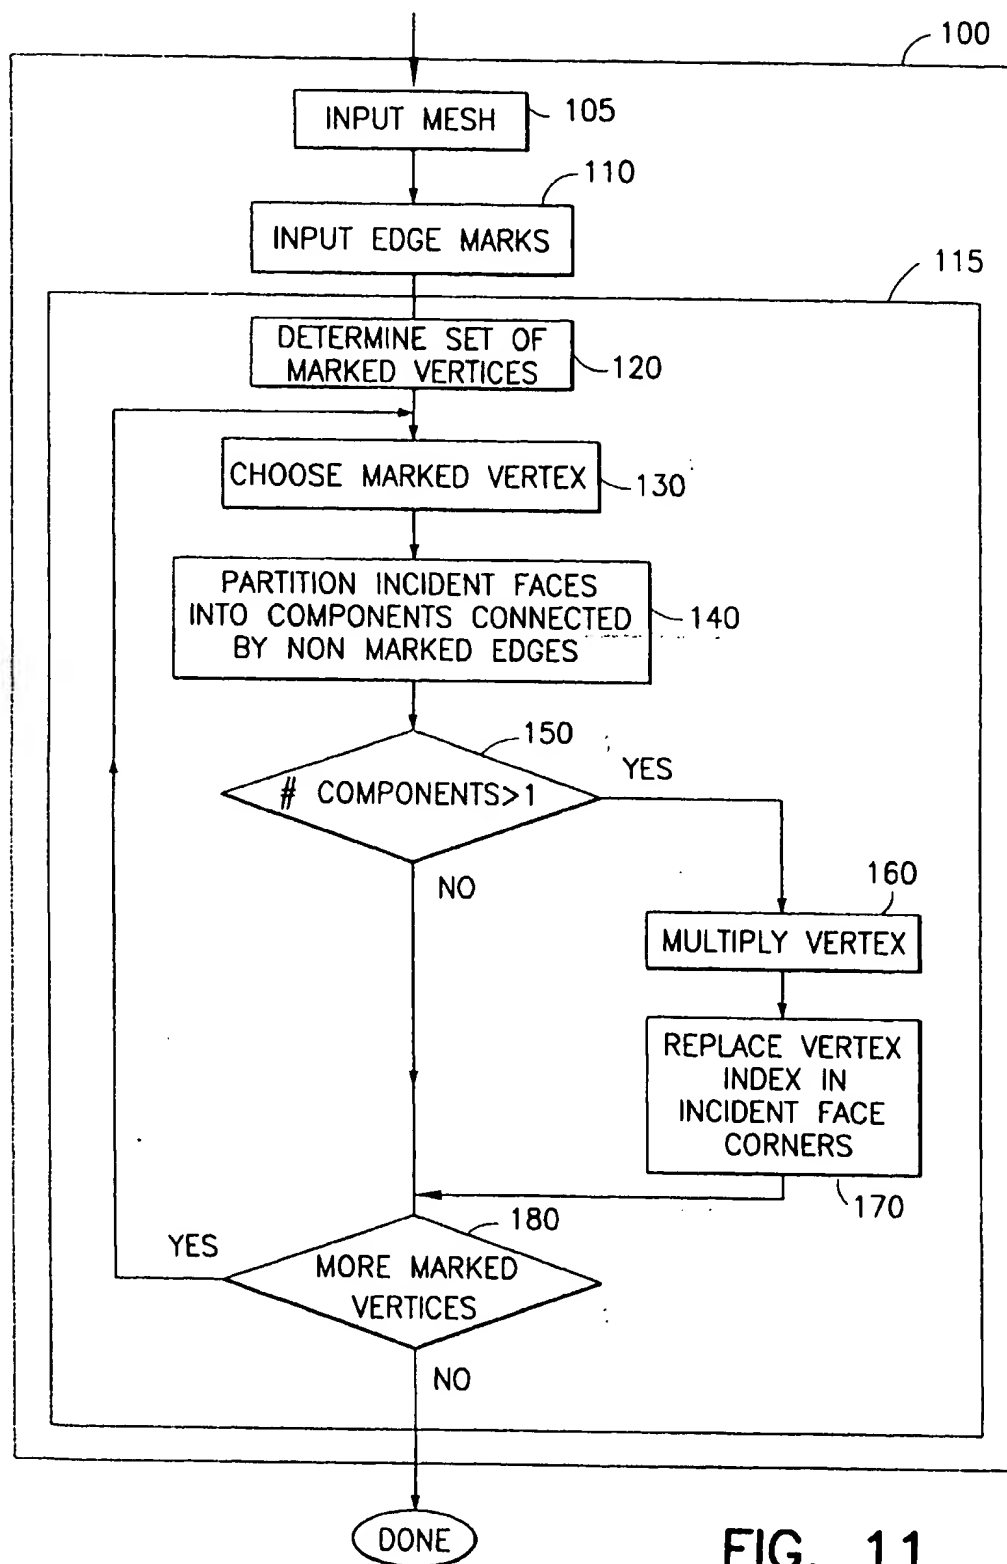 100
INPUT MESH
105
110
INPUT EDGE MARKS
115
DETERMINE SET OF
MARKED VERTICES
120
CHOOSE MARKED VERTEX
130
PARTITION INCIDENT FACES
INTO COMPONENTS CONNECTED
BY NON MARKED EDGES
140
150
# COMPONENTS>1
YES
NO
160
MULTIPLY VERTEX
REPLACE VERTEX
INDEX IN
INCIDENT FACE
CORNERS
170
180
YES
MORE MARKED
VERTICES
NO
DONE
FIG. 11